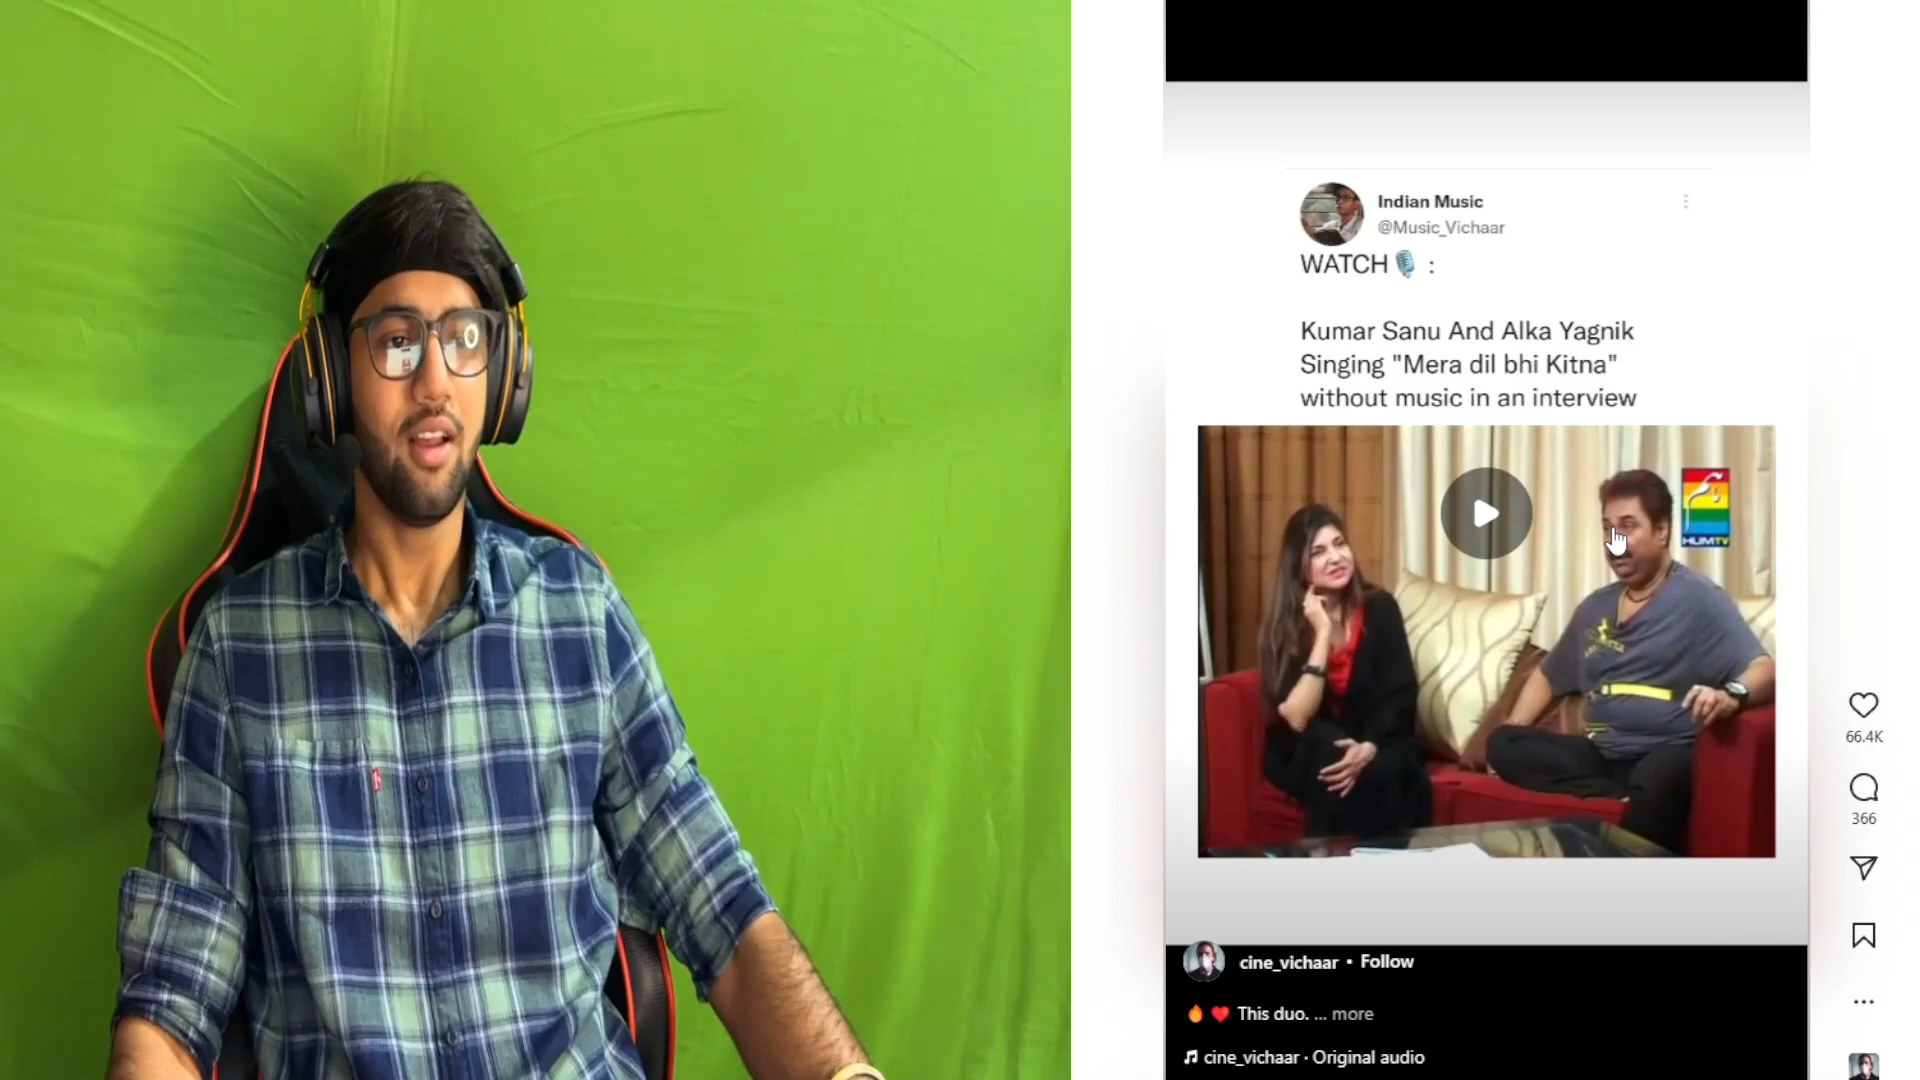 Indian Music
@Music_Vichaar
WATCH🎙️ :
Kumar Sanu And Alka Yagnik
Singing "Mera dil bhi Kitna"
without music in an interview
ہم
HUMTV
66.4K
366
cine_vichaar • Follow
🔥 ❤️ This duo. ... more
cine_vichaar · Original audio